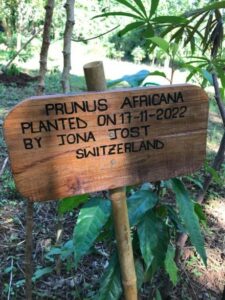 PRUNUS AFRICANA
PLANTED ON 17-11-2022
BY JONA JOST
SWITZERLAND